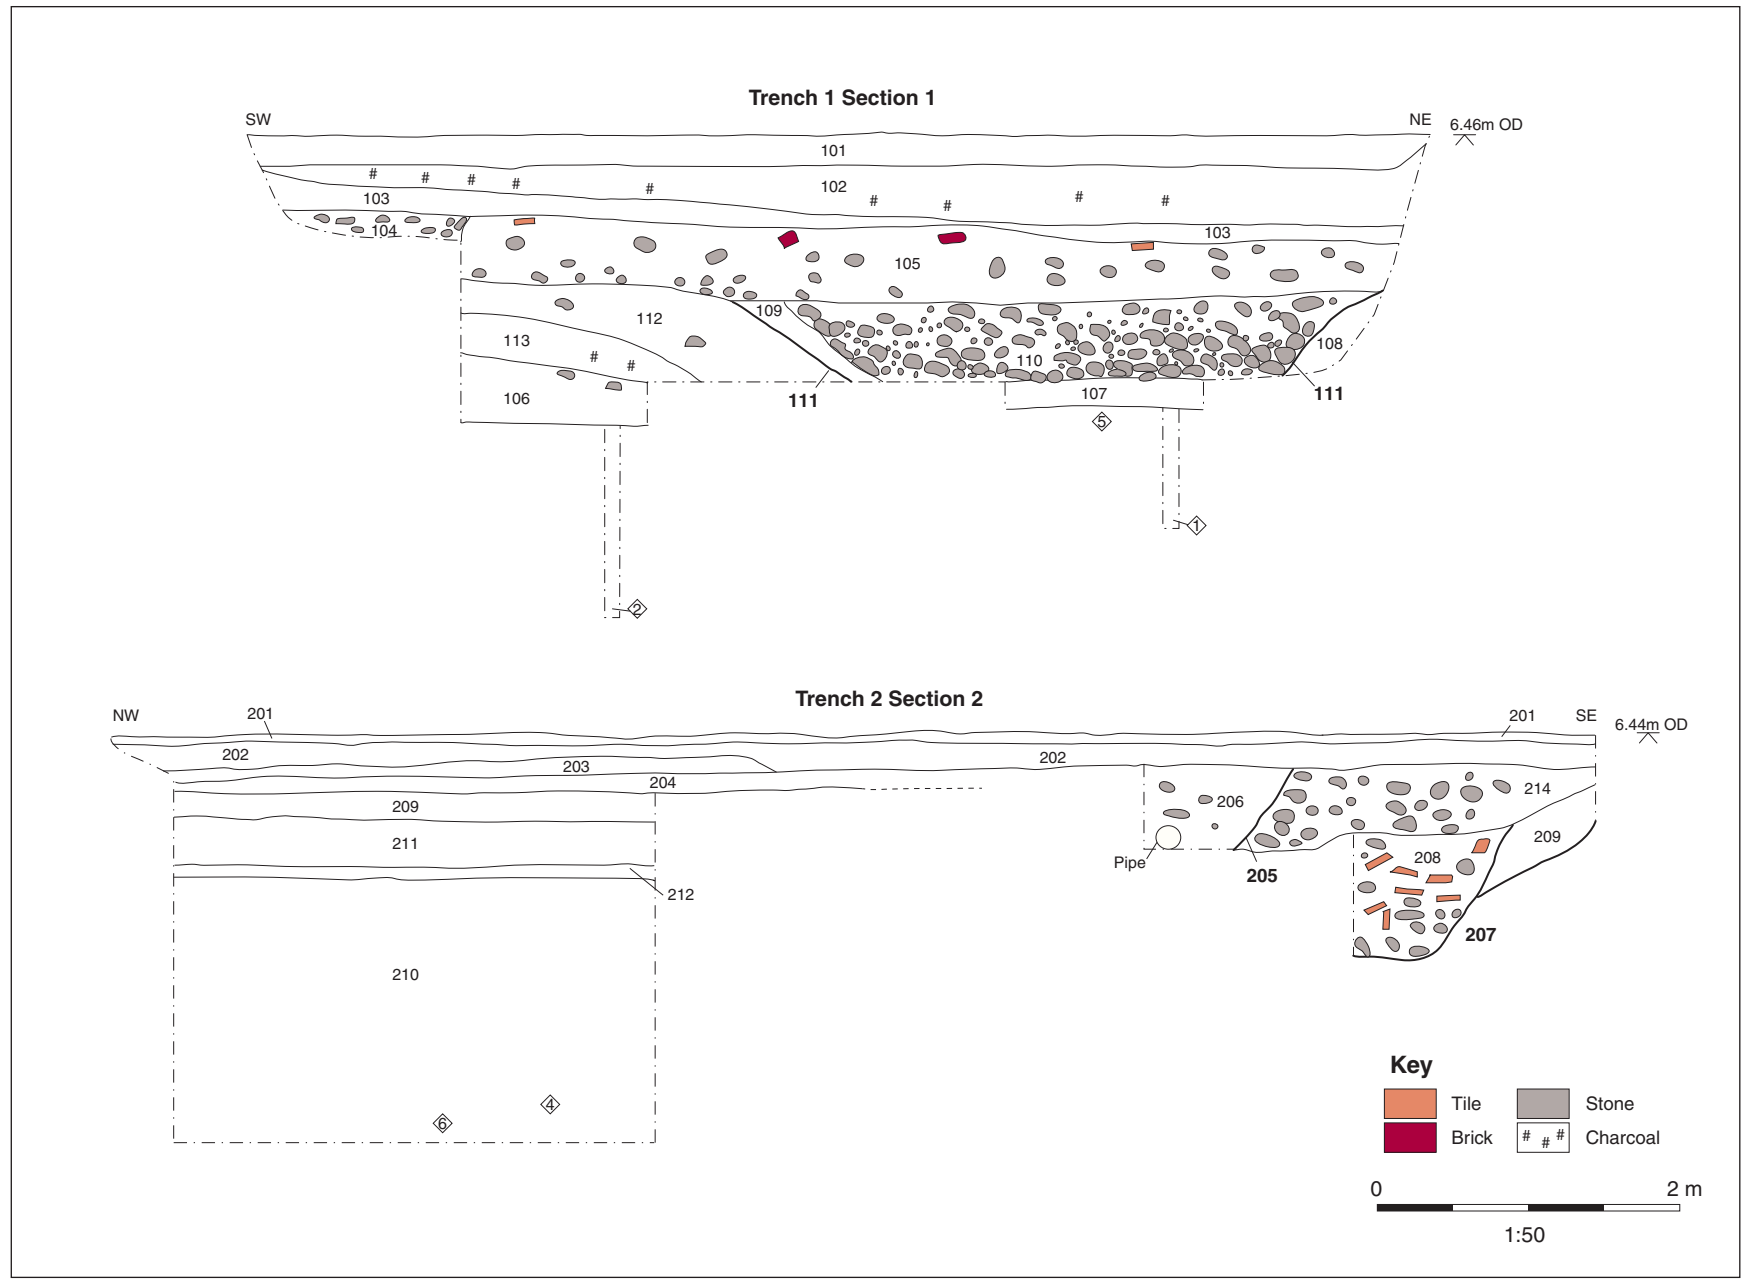 Trench 1 Section 1
SW
NE
6.46m OD
101
102
# # # # # # # # #
103
103
104
105
109
112
108
113
110
# #
111
106
107
111
5
1
2
Trench 2 Section 2
NW
201
201
SE
6.44m OD
202
202
203
204
214
206
209
209
211
208
Pipe
205
212
207
210
4
6
Key
Tile
Stone
Brick
# # #
Charcoal
0
2 m
1:50